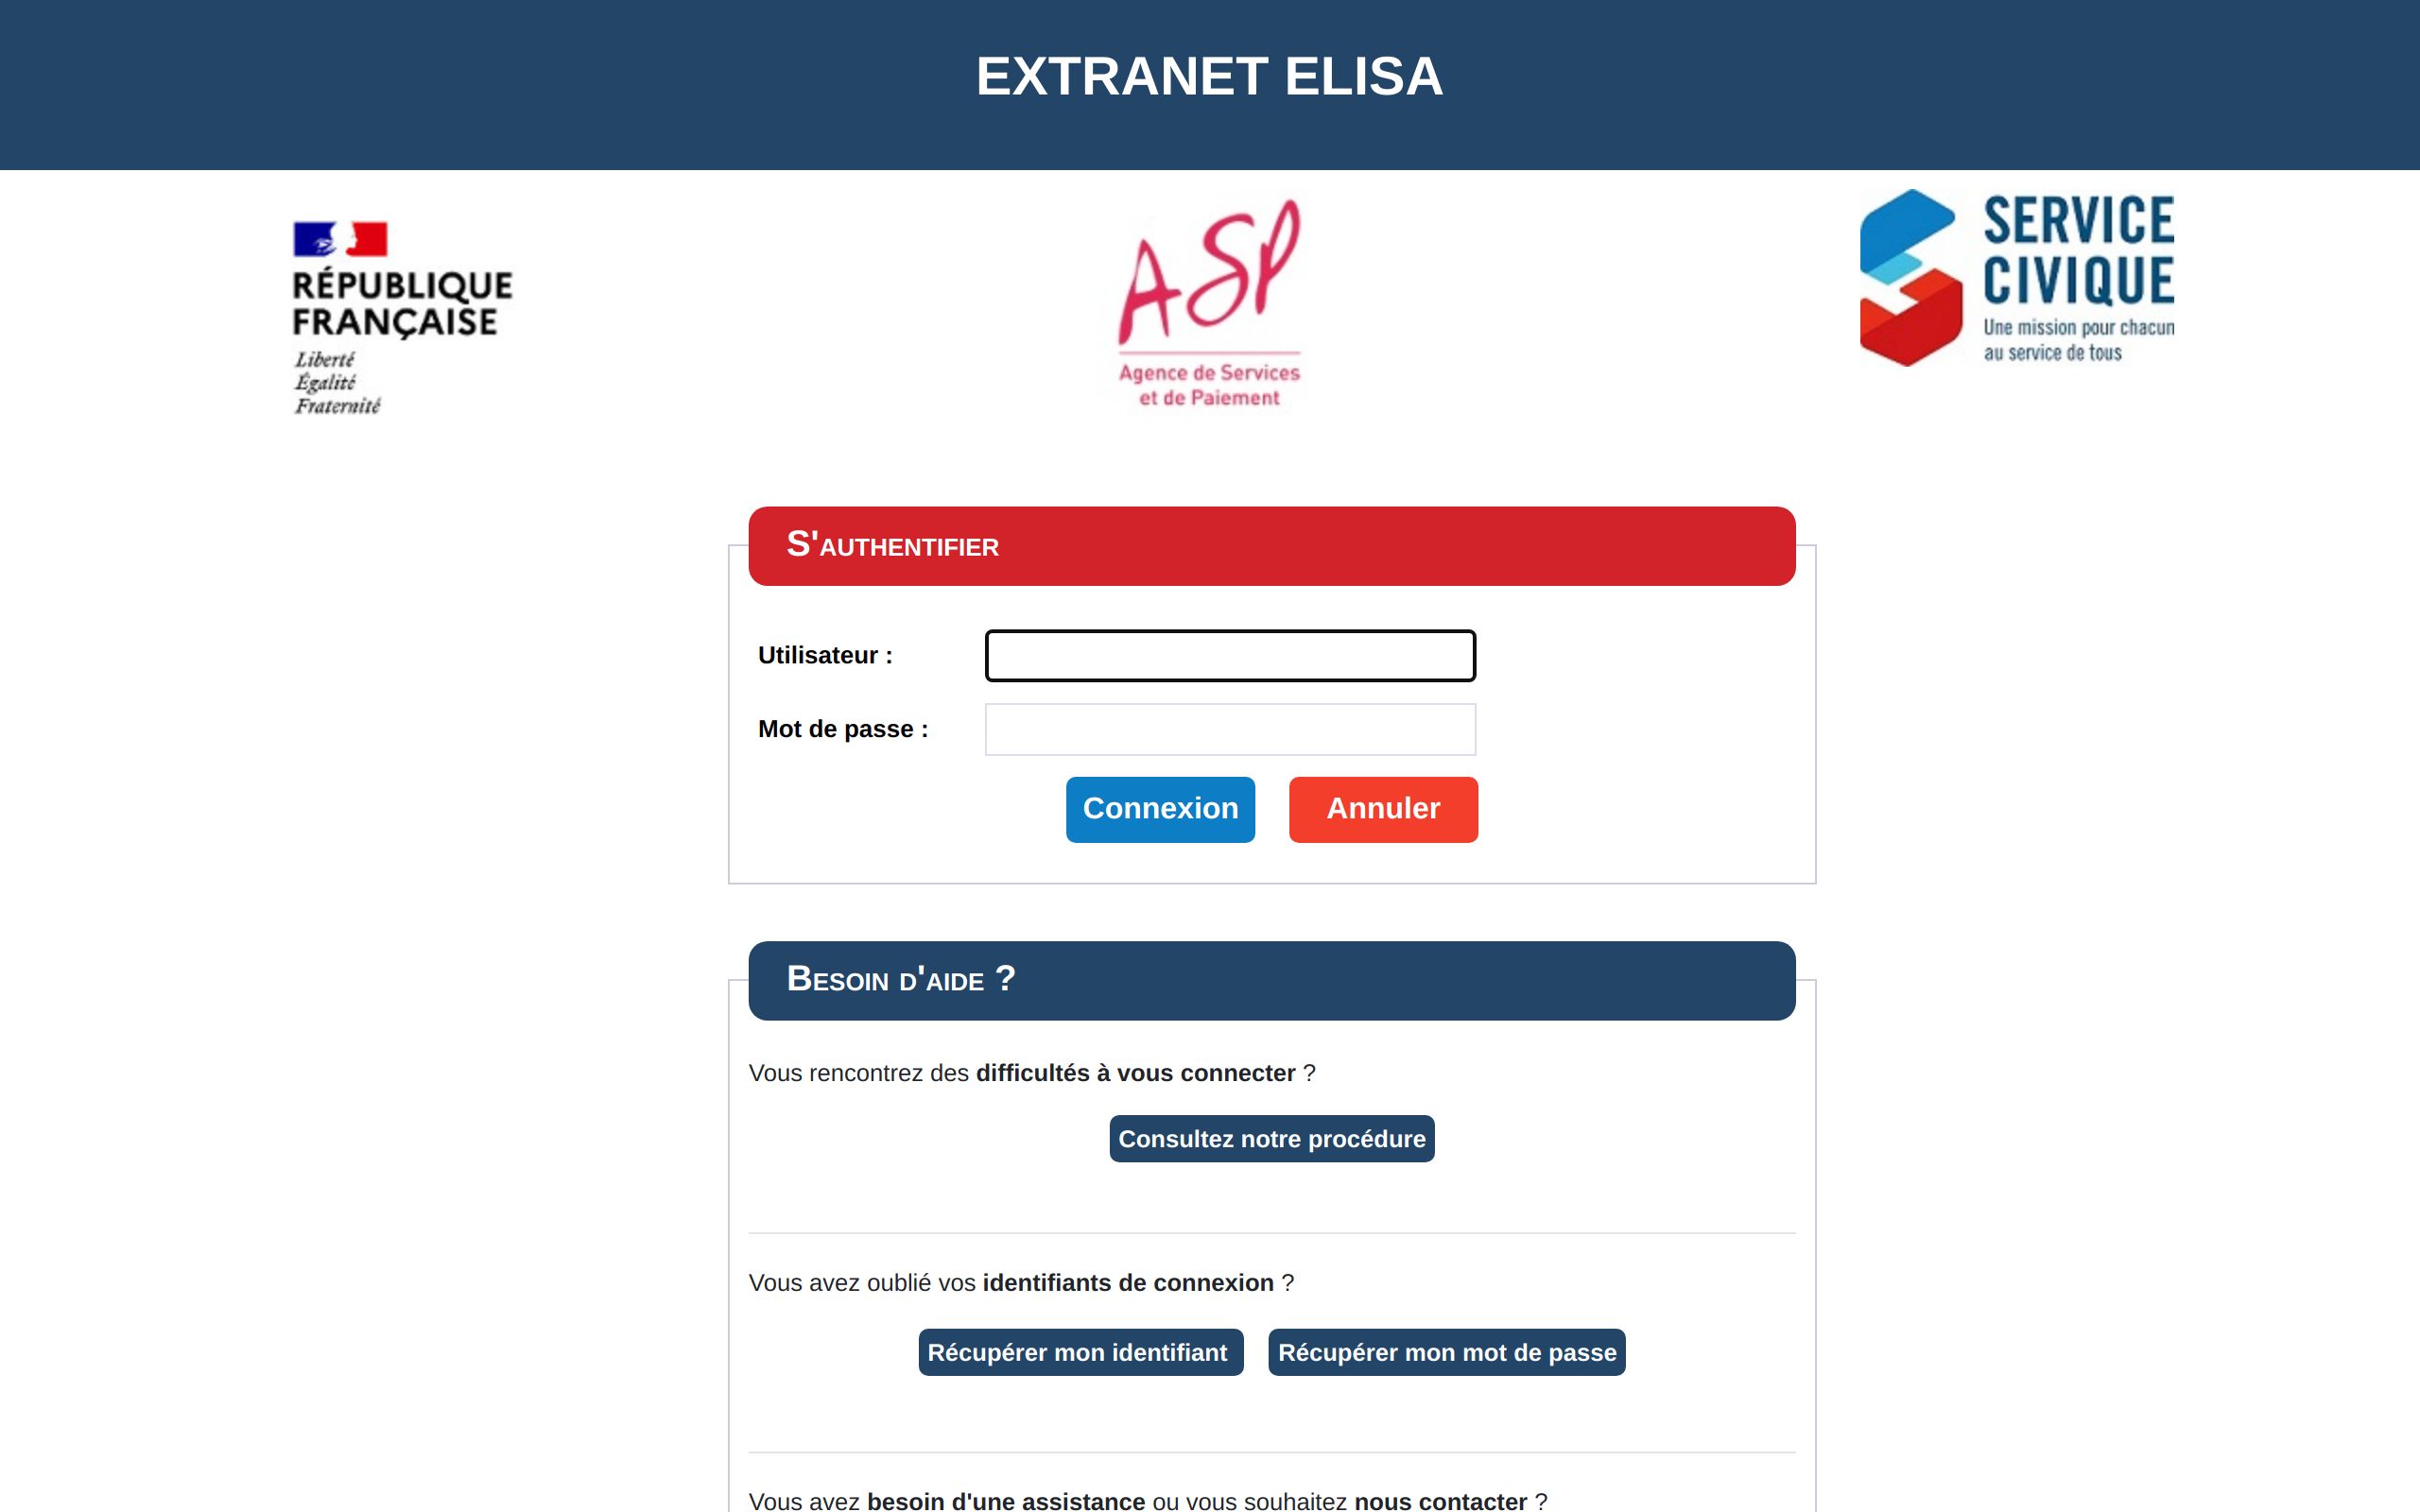 EXTRANET ELISA
RÉPUBLIQUE
FRANÇAISE
Liberté
Égalité
Fraternité
ASP
Agence de Services
et de Paiement
SERVICE
CIVIQUE
Une mission pour chacun
au service de tous
S'AUTHENTIFIER
Utilisateur :
Mot de passe :
Connexion Annuler
BESOIN D'AIDE ?
Vous rencontrez des difficultés à vous connecter ?
Consultez notre procédure
Vous avez oublié vos identifiants de connexion ?
Récupérer mon identifiant Récupérer mon mot de passe
Vous avez besoin d'une assistance ou vous souhaitez nous contacter ?